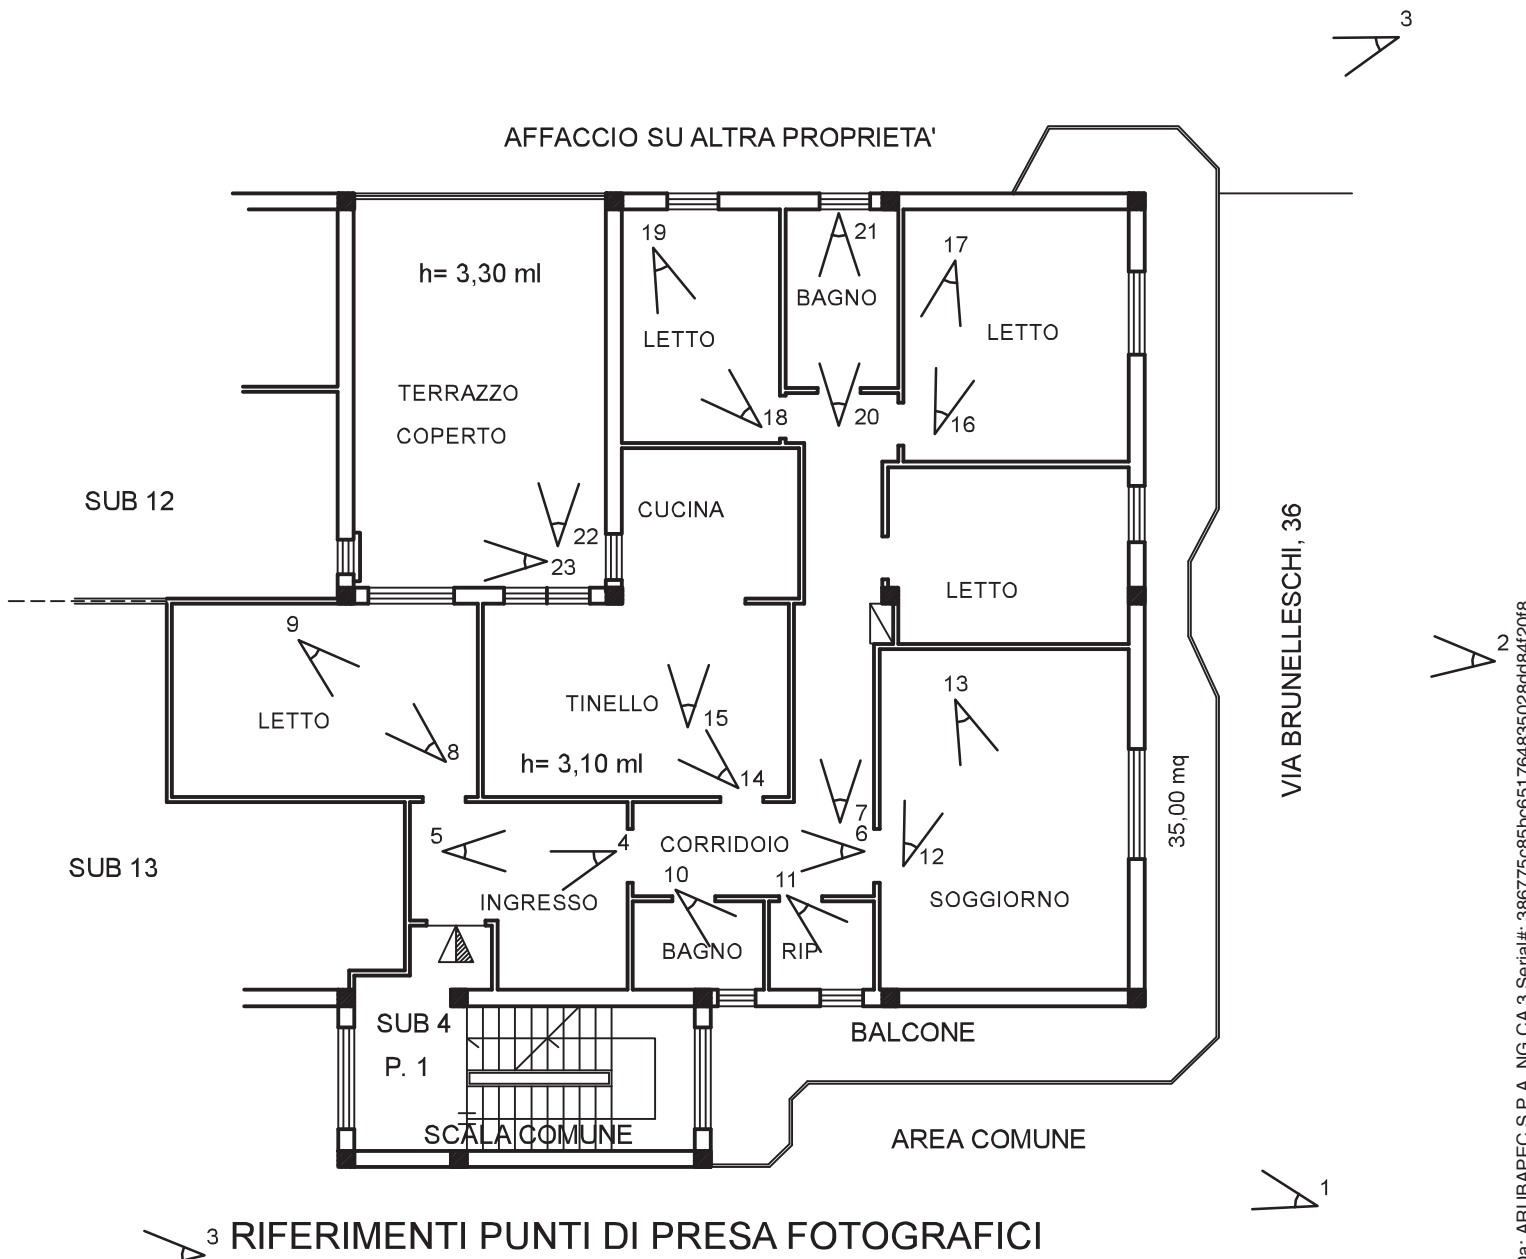 3
AFFACCIO SU ALTRA PROPRIETA'
19
21
17
h= 3,30 ml
BAGNO
LETTO
LETTO
TERRAZZO
COPERTO
18
20
16
SUB 12
CUCINA
22
23
LETTO
VIA BRUNELLESCHI, 36
9
2
LETTO
TINELLO
15
13
8
h= 3,10 ml
14
35,00 mq
7
5
4
CORRIDOIO
6
12
SUB 13
10
11
INGRESSO
SOGGIORNO
BAGNO
RIP
SUB 4
P. 1
BALCONE
SCALA COMUNE
AREA COMUNE
1
3 RIFERIMENTI PUNTI DI PRESA FOTOGRAFICI